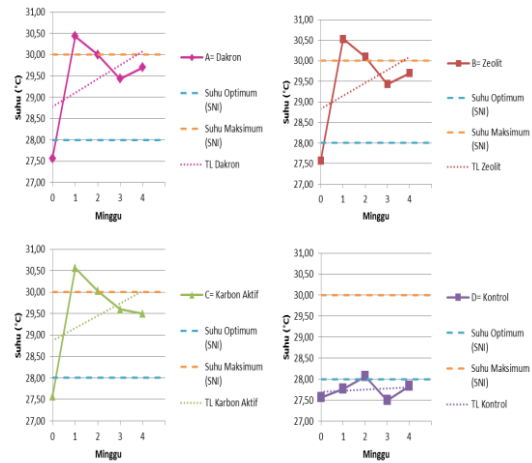 31,00
30,50
30,00
29,50
29,00
28,50
28,00
27,50
27,00
Suhu (°C)
0 1 2 3 4
Minggu
A= Dakron
Suhu Optimum
(SNI)
Suhu Maksimum
(SNI)
TL Dakron
31,00
30,50
30,00
29,50
29,00
28,50
28,00
27,50
27,00
Suhu (°C)
0 1 2 3 4
Minggu
B= Zeolit
Suhu Optimum
(SNI)
Suhu Maksimum
(SNI)
TL Zeolit
31,00
30,50
30,00
29,50
29,00
28,50
28,00
27,50
27,00
Suhu (°C)
0 1 2 3 4
Minggu
C= Karbon Aktif
Suhu Optimum
(SNI)
Suhu Maksimum
(SNI)
TL Karbon Aktif
31,00
30,50
30,00
29,50
29,00
28,50
28,00
27,50
27,00
Suhu (°C)
0 1 2 3 4
Minggu
D= Kontrol
Suhu Optimum
(SNI)
Suhu Maksimum
(SNI)
TL Kontrol